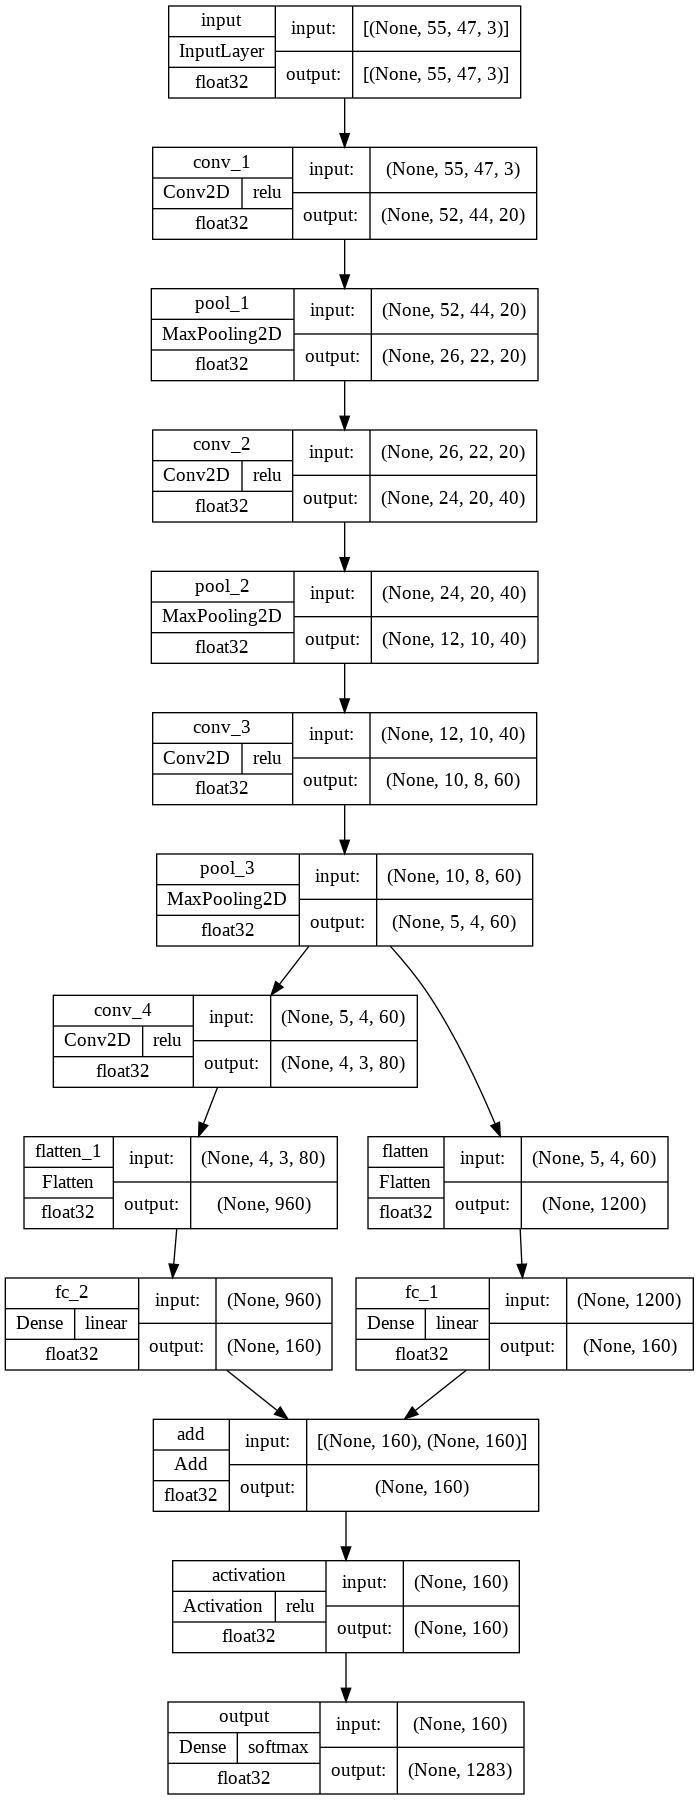 input
InputLayer
float32
input:
[(None, 55, 47, 3)]
output:
[(None, 55, 47, 3)]
conv_1
Conv2D relu
float32
input:
(None, 55, 47, 3)
output:
(None, 52, 44, 20)
pool_1
MaxPooling2D
float32
input:
(None, 52, 44, 20)
output:
(None, 26, 22, 20)
conv_2
Conv2D relu
float32
input:
(None, 26, 22, 20)
output:
(None, 24, 20, 40)
pool_2
MaxPooling2D
float32
input:
(None, 24, 20, 40)
output:
(None, 12, 10, 40)
conv_3
Conv2D relu
float32
input:
(None, 12, 10, 40)
output:
(None, 10, 8, 60)
pool_3
MaxPooling2D
float32
input:
(None, 10, 8, 60)
output:
(None, 5, 4, 60)
conv_4
Conv2D relu
float32
input:
(None, 5, 4, 60)
output:
(None, 4, 3, 80)
flatten_1
Flatten
float32
input:
(None, 4, 3, 80)
output:
(None, 960)
flatten
Flatten
float32
input:
(None, 5, 4, 60)
output:
(None, 1200)
fc_2
Dense linear
float32
input:
(None, 960)
output:
(None, 160)
fc_1
Dense linear
float32
input:
(None, 1200)
output:
(None, 160)
add
Add
float32
input:
[(None, 160), (None, 160)]
output:
(None, 160)
activation
Activation relu
float32
input:
(None, 160)
output:
(None, 160)
output
Dense softmax
float32
input:
(None, 160)
output:
(None, 1283)